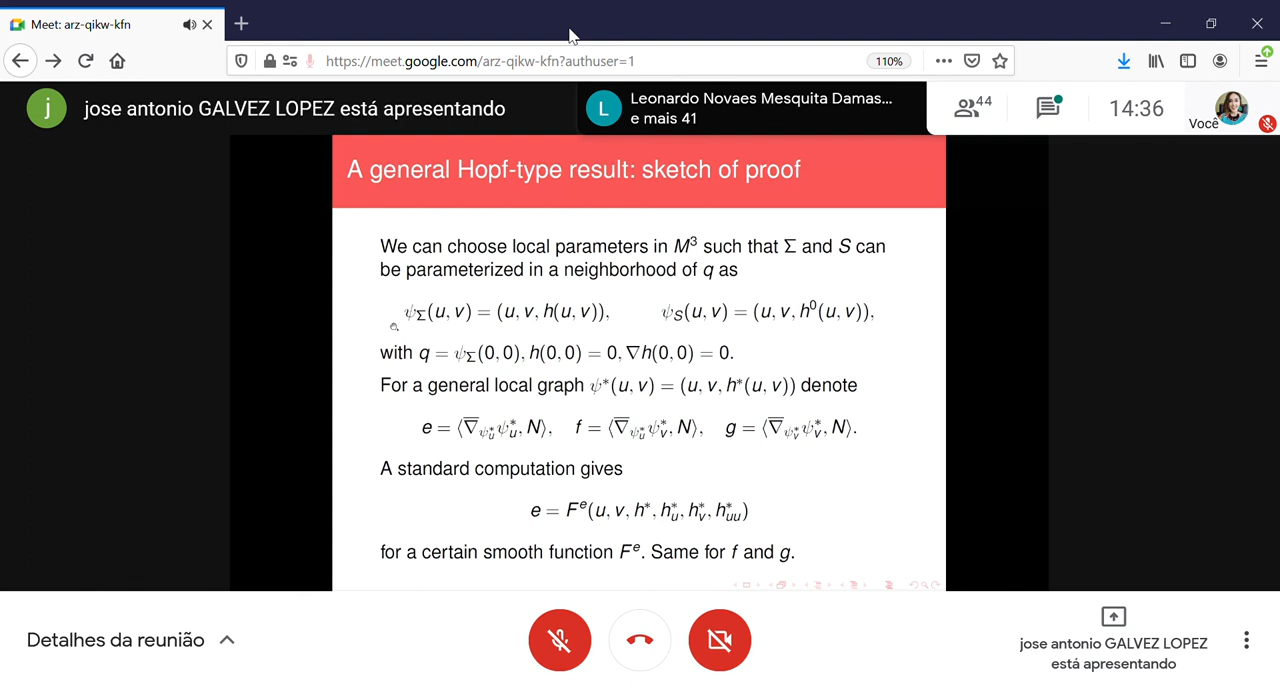 Meet: arz-qikw-kfn
https://meet.google.com/arz-qikw-kfn?authuser=1
110%
j
jose antonio GALVEZ LOPEZ está apresentando
L
Leonardo Novaes Mesquita Damas...
e mais 41
44
14:36
Você
A general Hopf-type result: sketch of proof
We can choose local parameters in M³ such that Σ and S can
be parameterized in a neighborhood of q as
ψ_Σ(u, v) = (u, v, h(u, v)), ψ_S(u, v) = (u, v, h⁰(u, v)),
with q = ψ_Σ(0, 0), h(0, 0) = 0, ∇h(0, 0) = 0.
For a general local graph ψ*(u, v) = (u, v, h*(u, v)) denote
e = ⟨∇̅_{ψ*_u} ψ*_u, N⟩, f = ⟨∇̅_{ψ*_u} ψ*_v, N⟩, g = ⟨∇̅_{ψ*_v} ψ*_v, N⟩.
A standard computation gives
e = F^e(u, v, h*, h*_u, h*_v, h*_{uu})
for a certain smooth function F^e. Same for f and g.
Detalhes da reunião
jose antonio GALVEZ LOPEZ
está apresentando